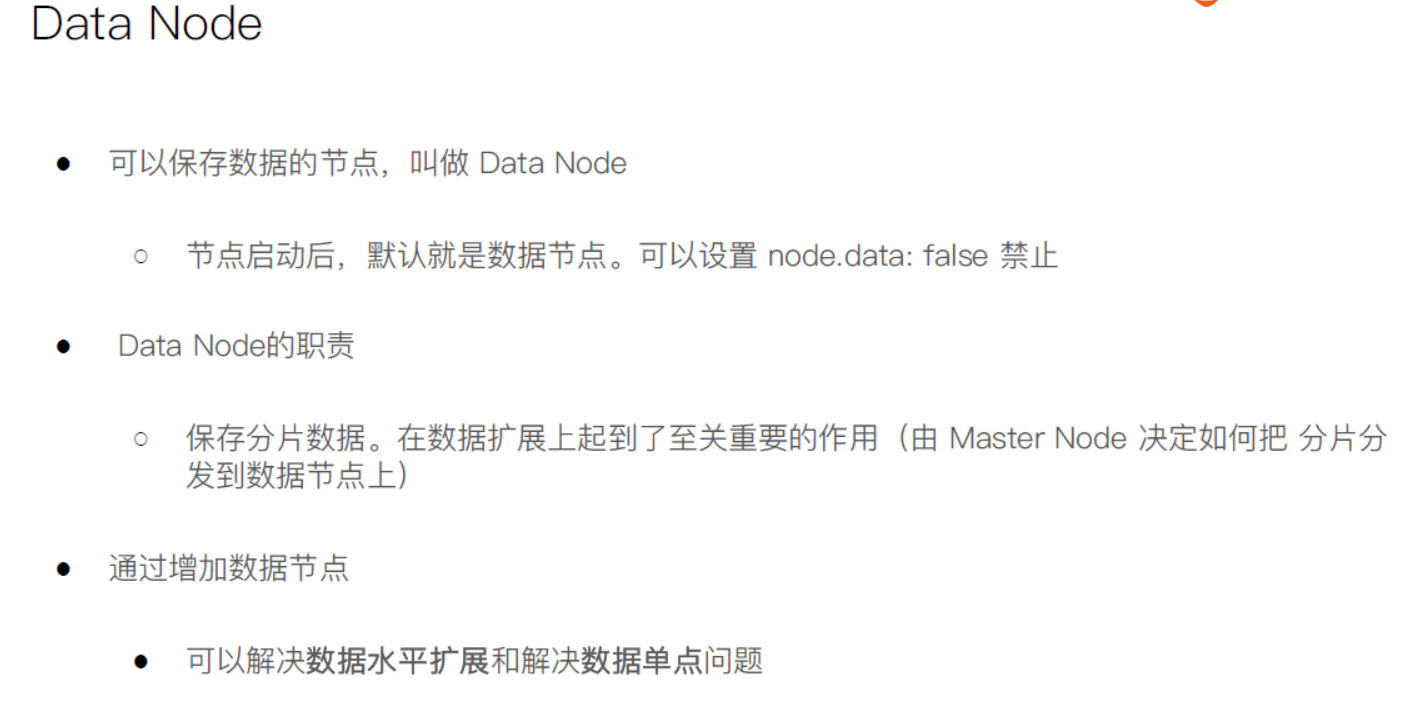 Data Node
可以保存数据的节点，叫做 Data Node
节点启动后，默认就是数据节点。可以设置 node.data: false 禁止
Data Node的职责
保存分片数据。在数据扩展上起到了至关重要的作用（由 Master Node 决定如何把 分片分
发到数据节点上）
通过增加数据节点
可以解决数据水平扩展和解决数据单点问题